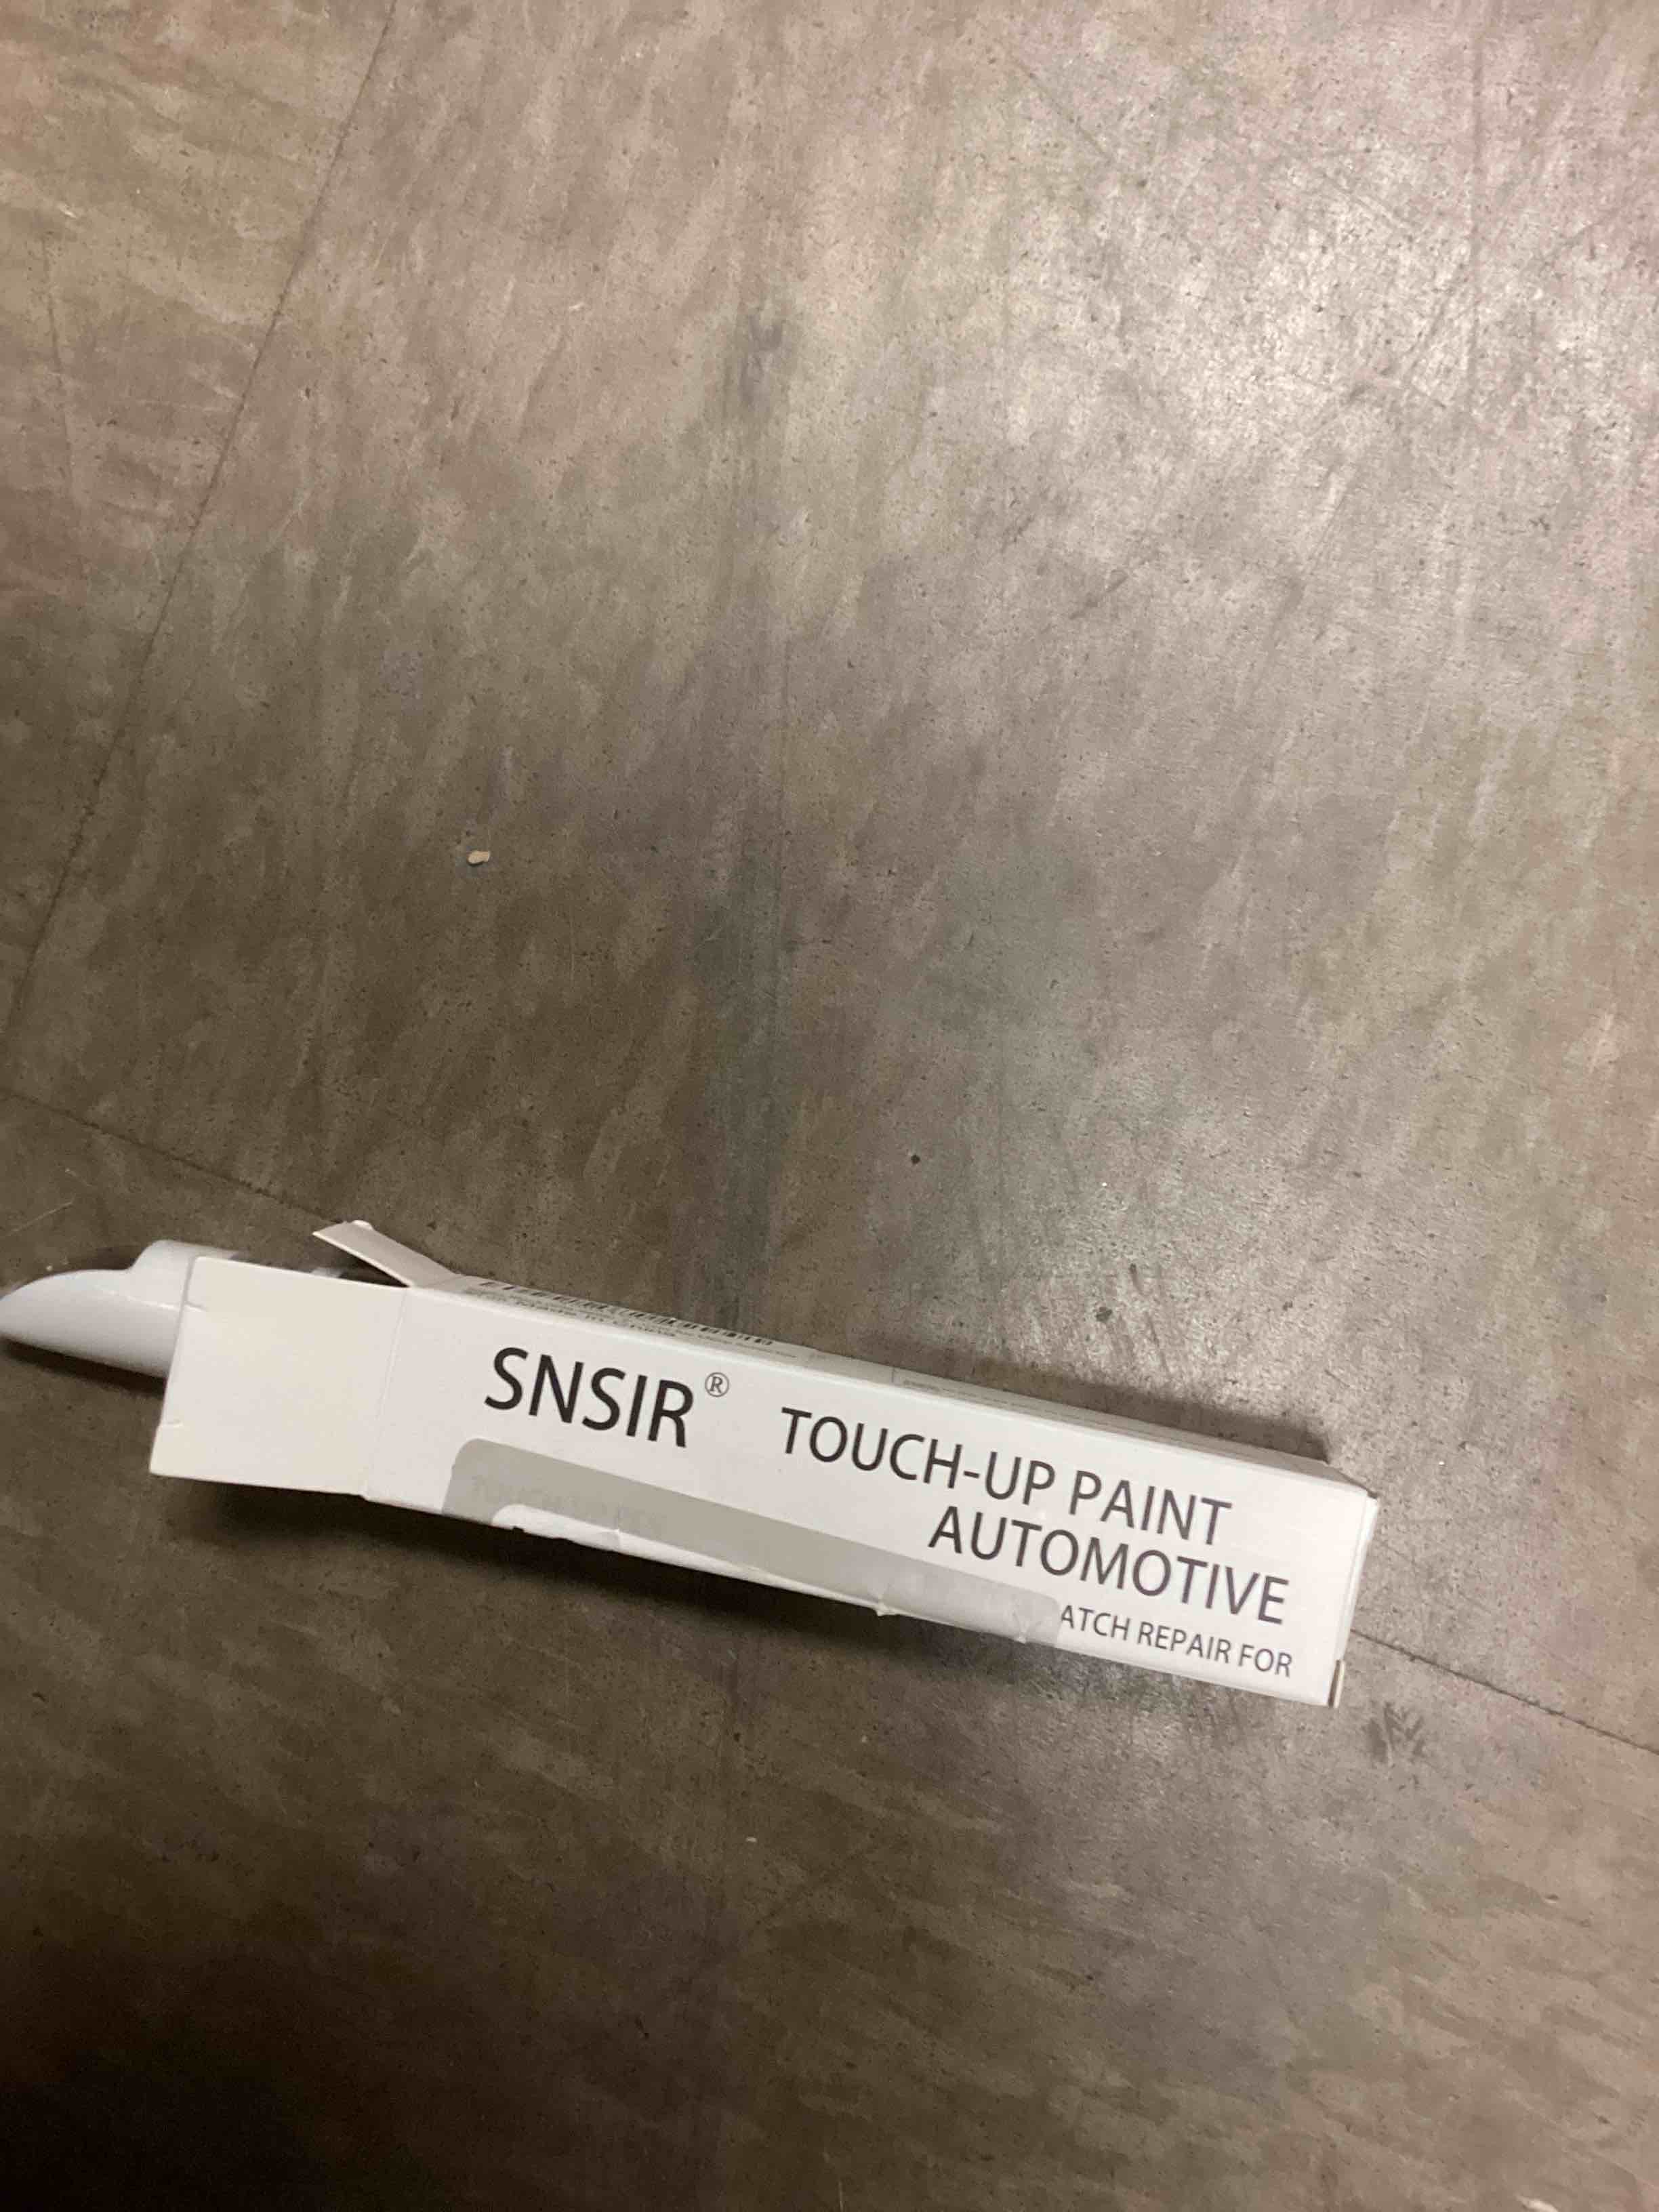 SNSIR®
TOUCH-UP PAINT
AUTOMOTIVE
ATCH REPAIR FOR